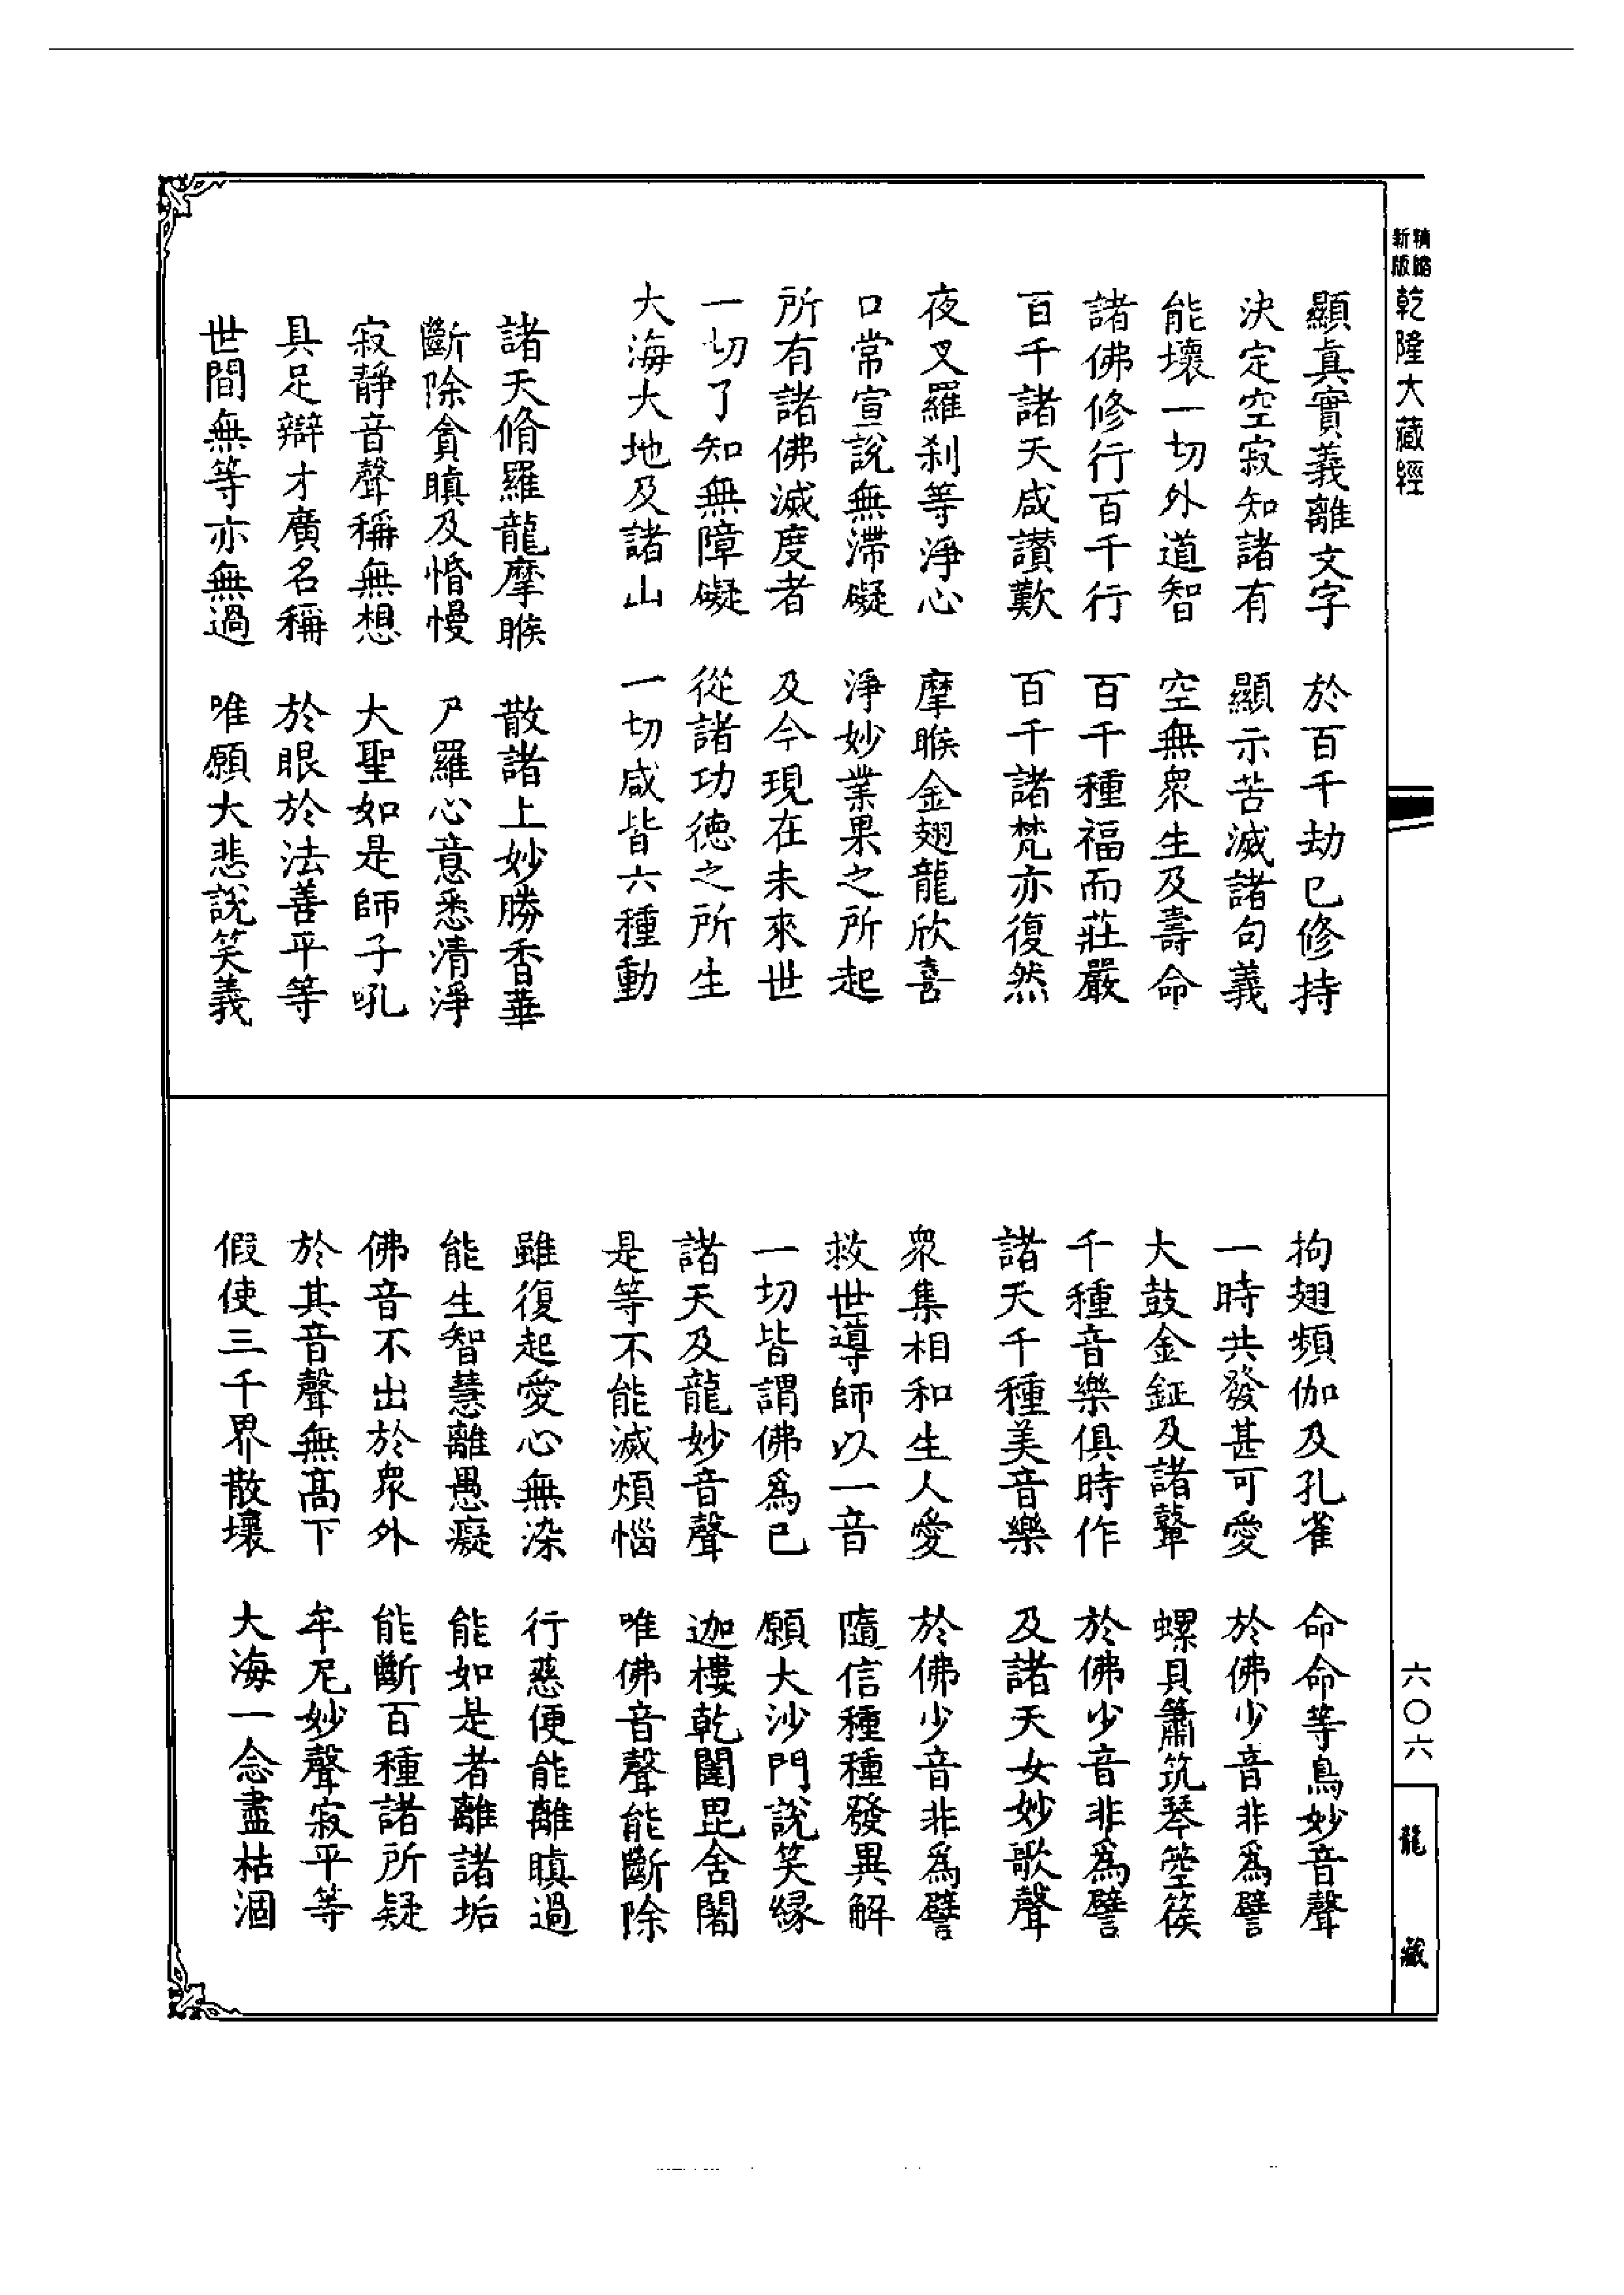 精縮新版
乾隆大藏經
顯真實義離文字　於百千劫已修持
決定空寂知諸有　顯示苦滅諸句義
能壞一切外道智　空無衆生及壽命
諸佛修行百千行　百千種福而莊嚴
百千諸天咸讃歎　百千諸梵亦復然
夜叉羅刹等淨心　摩睺金翅龍欣喜
口常宣說無滯礙　淨妙業果之所起
所有諸佛滅度者　及今現在未來世
一切了知無障礙　從諸功德之所生
大海大地及諸山　一切咸皆六種動
諸天脩羅龍摩睺　散諸上妙勝香華
斷除貪瞋及惛慢　尸羅心意悉清淨
寂靜音聲稱無想　大聖如是師子吼
具足辯才廣名稱　於眼於法善平等
世間無等亦無過　唯願大悲說笑義
拘翅頻伽及孔雀　命命等鳥妙音聲
一時共發甚可愛　於佛少音非爲譬
大鼓金鉦及諸鼙　螺貝簫筑琴箜篌
千種音樂俱時作　於佛少音非爲譬
諸天千種美音樂　及諸天女妙歌聲
衆集相和生人愛　於佛少音非爲譬
救世導師以一音　隨信種種發異解
一切皆謂佛爲已　願大沙門說笑縁
諸天及龍妙音聲　迦樓乾闥毘舍闍
是等不能滅煩惱　唯佛音聲能斷除
雖復起愛心無染　行慈便能離瞋過
能生智慧離愚癡　能如是者離諸垢
佛音不出於衆外　能斷百種諸所疑
於其音聲無髙下　牟尼妙聲寂平等
假使三千界散壞　大海一念盡枯涸
六〇六
龍藏